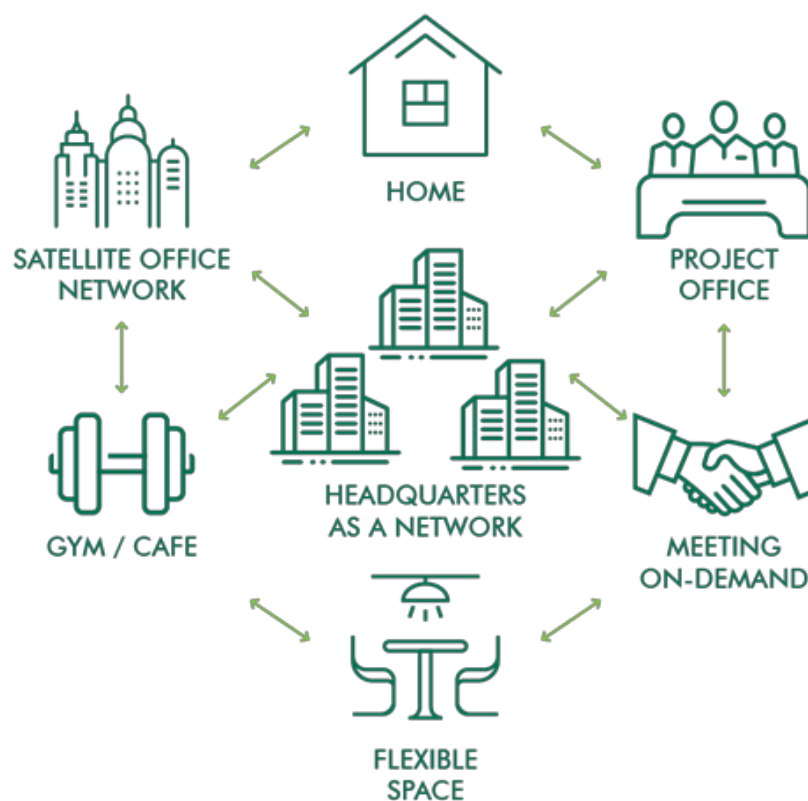 HOME
SATELLITE OFFICE
NETWORK
PROJECT
OFFICE
HEADQUARTERS
AS A NETWORK
GYM / CAFE
MEETING
ON-DEMAND
FLEXIBLE
SPACE